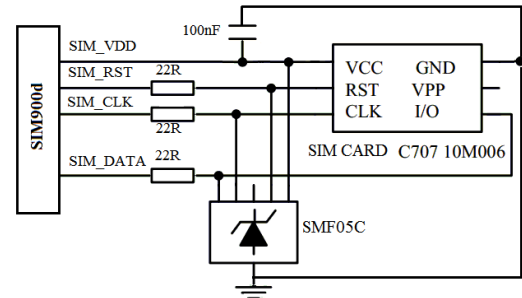 100nF
SIM900d
SIM_VDD
SIM_RST
22R
SIM_CLK
22R
SIM_DATA
22R
VCC GND
RST VPP
CLK I/O
SIM CARD C707 10M006
SMF05C